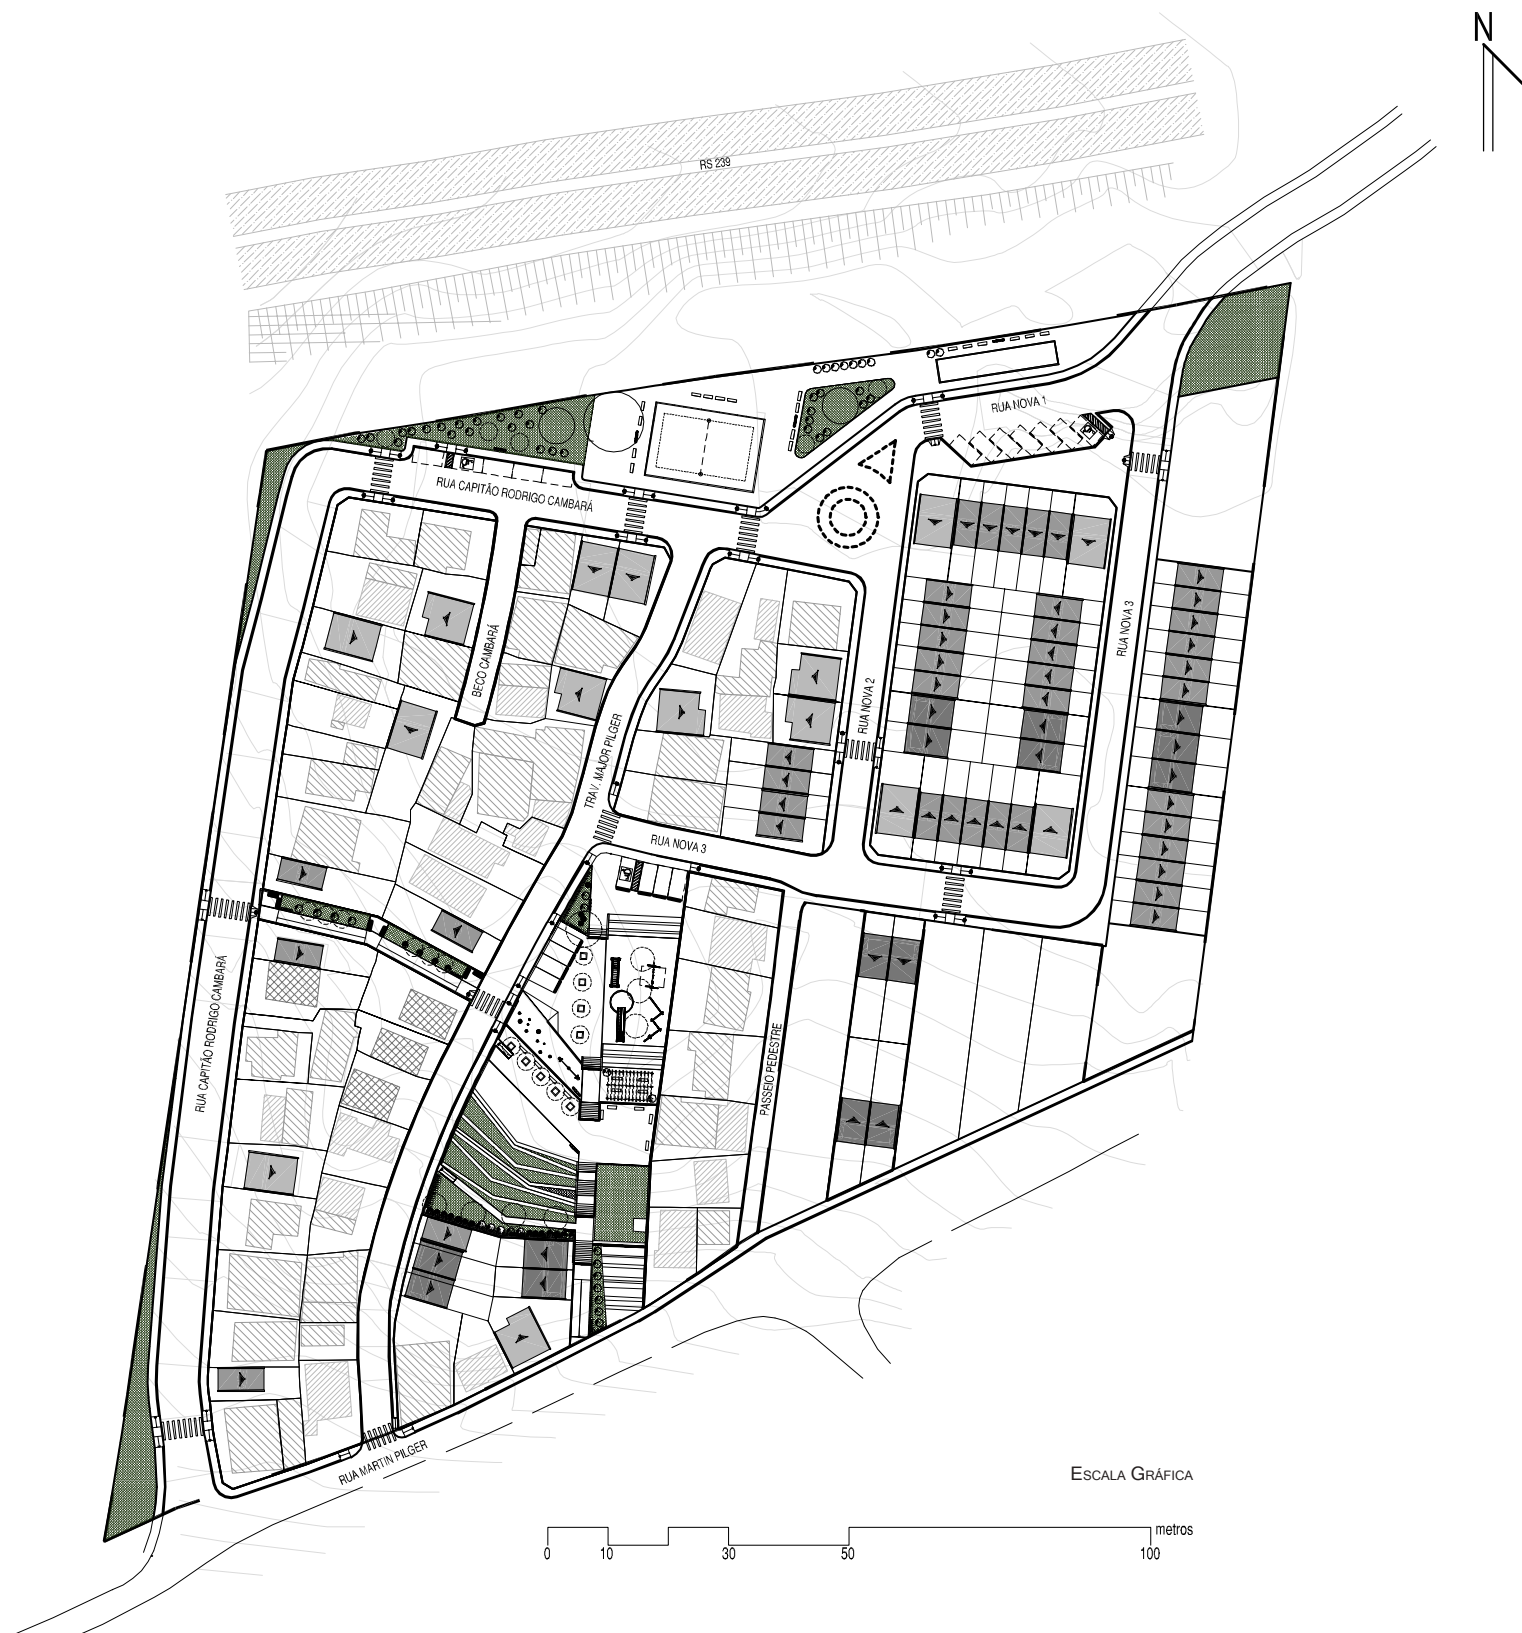 N
RS 239
RUA NOVA 1
RUA CAPITÃO RODRIGO CAMBARÁ
BECO CAMBARÁ
RUA NOVA 3
RUA NOVA 2
TRAV. MAJOR PILGER
RUA NOVA 3
RUA CAPITÃO RODRIGO CAMBARÁ
PASSEIO PEDESTRE
RUA MARTIN PILGER
ESCALA GRÁFICA
metros
0 10 30 50 100